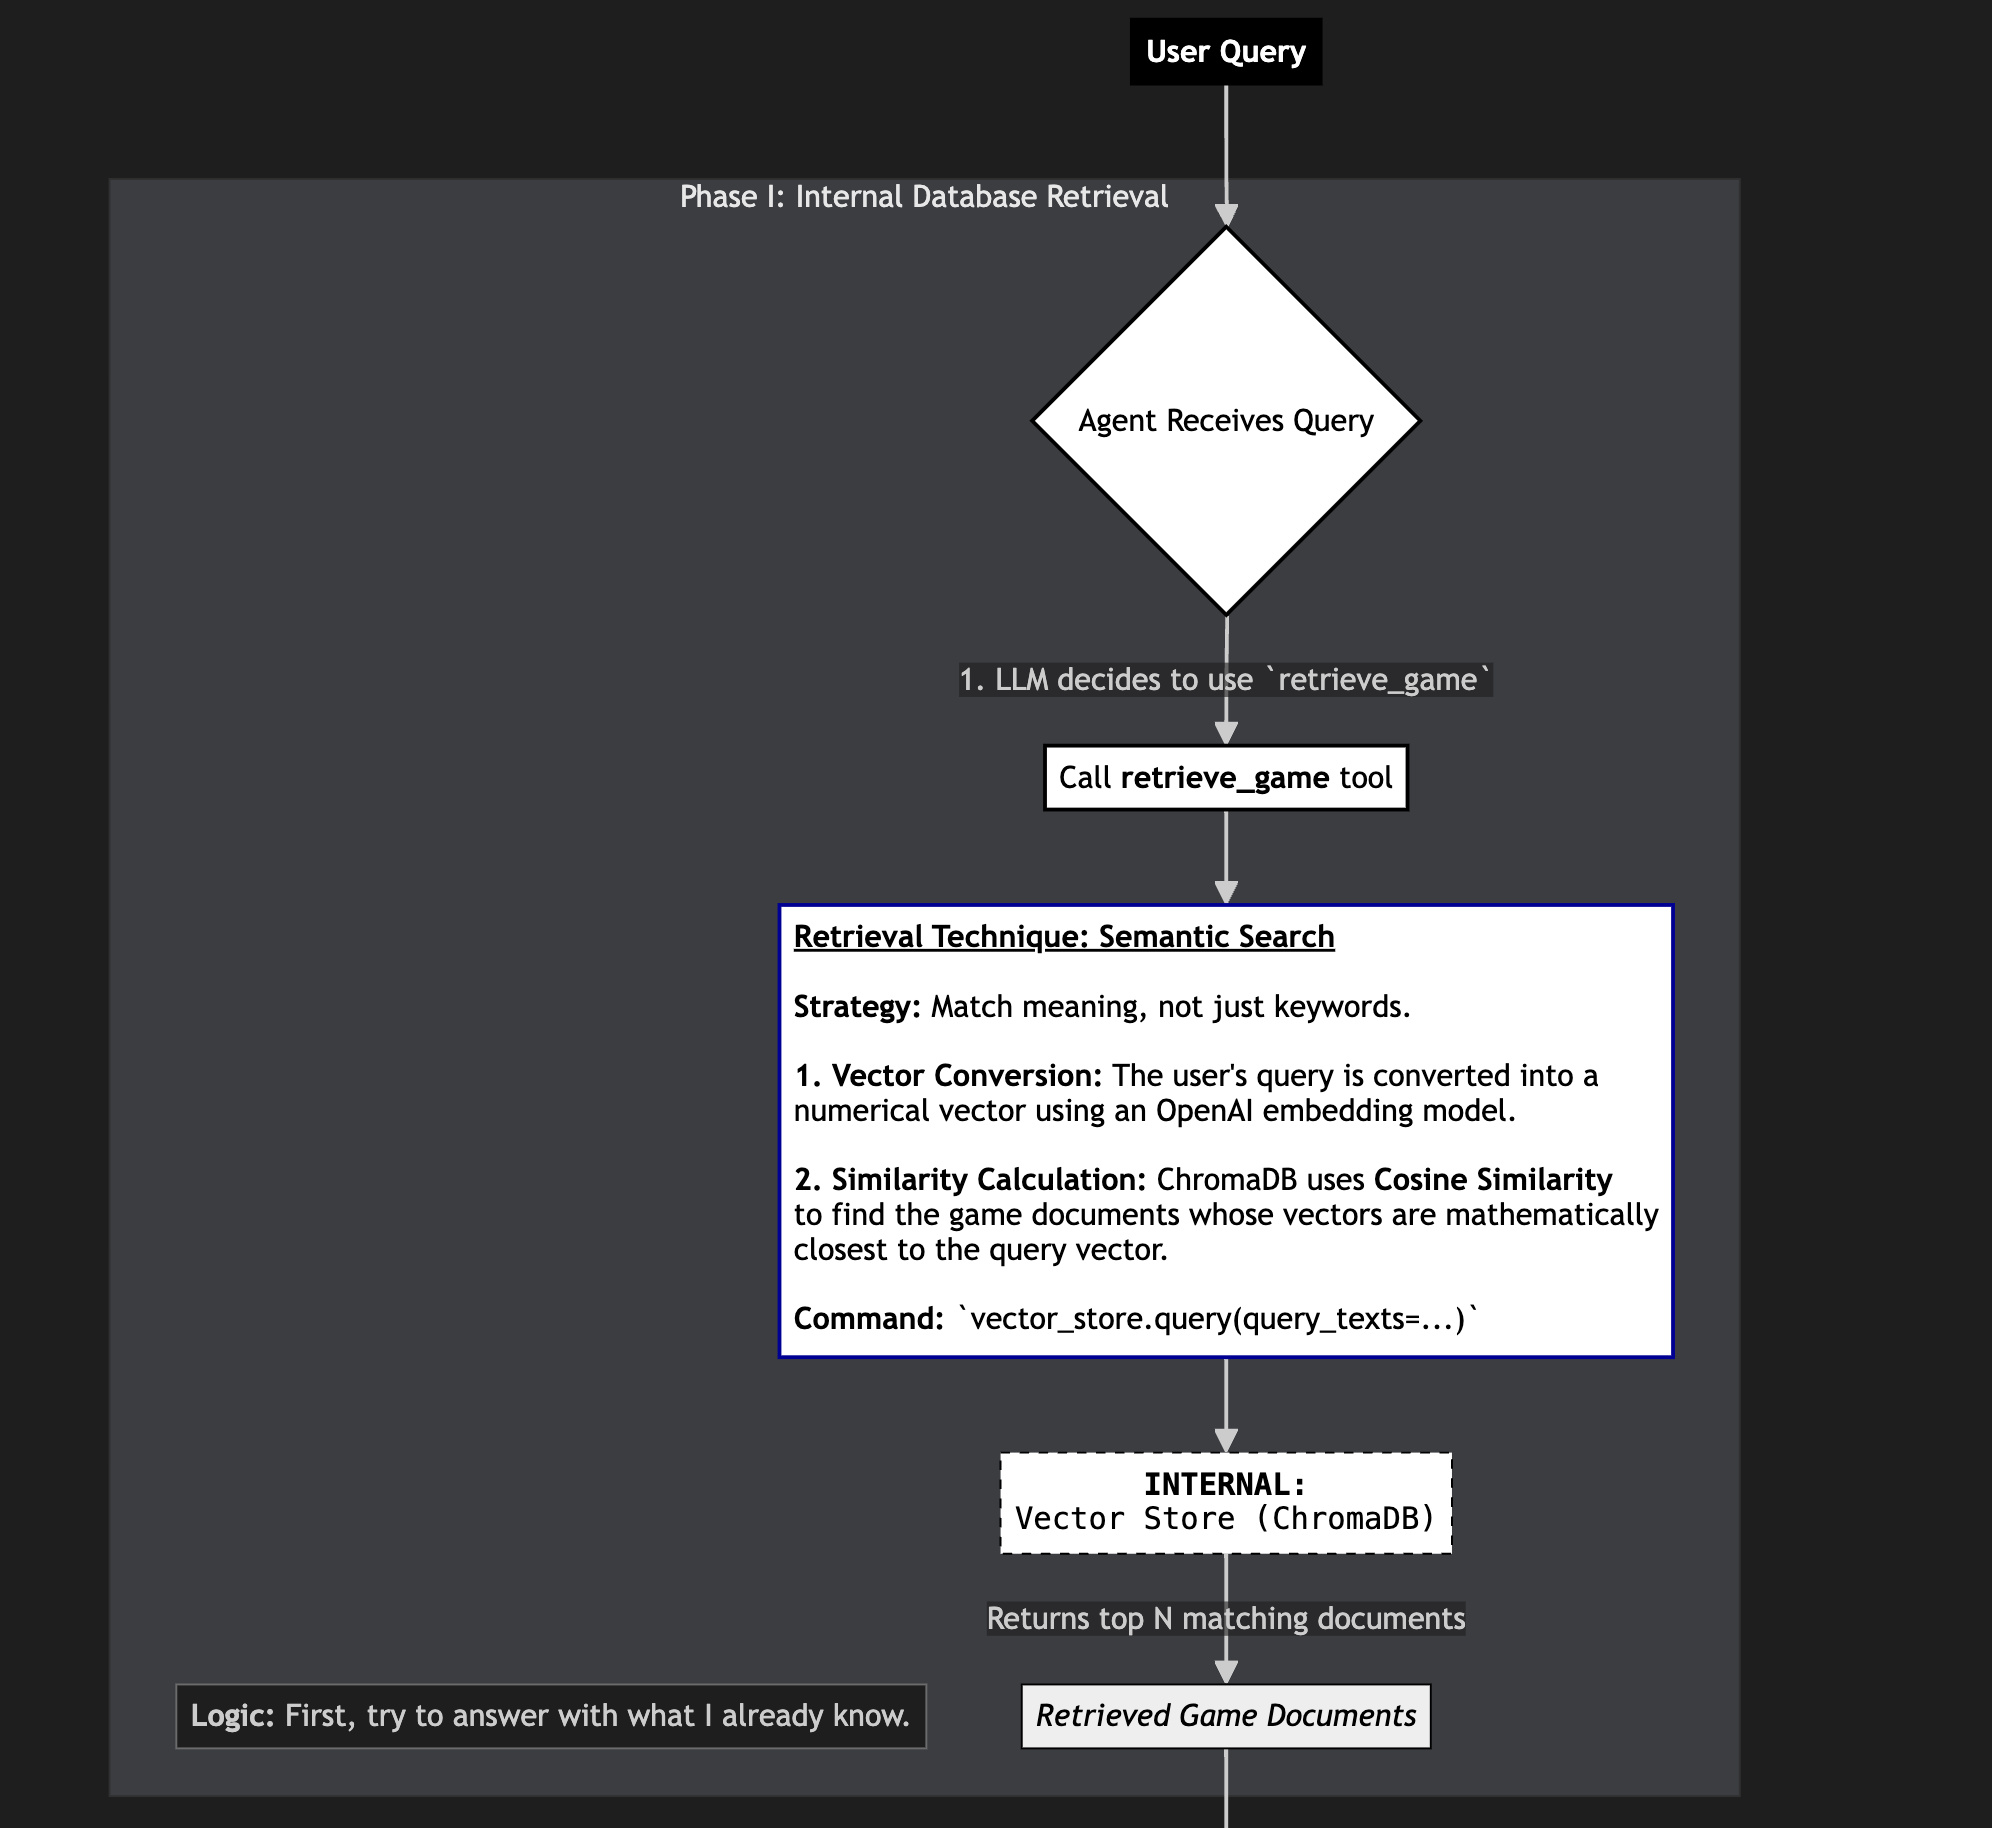 User Query
Phase I: Internal Database Retrieval
Agent Receives Query
1. LLM decides to use `retrieve_game`
Call retrieve_game tool
Retrieval Technique: Semantic Search
Strategy: Match meaning, not just keywords.
1. Vector Conversion: The user's query is converted into a
numerical vector using an OpenAI embedding model.
2. Similarity Calculation: ChromaDB uses Cosine Similarity
to find the game documents whose vectors are mathematically
closest to the query vector.
Command: `vector_store.query(query_texts=...)`
INTERNAL:
Vector Store (ChromaDB)
Returns top N matching documents
Logic: First, try to answer with what I already know.
Retrieved Game Documents